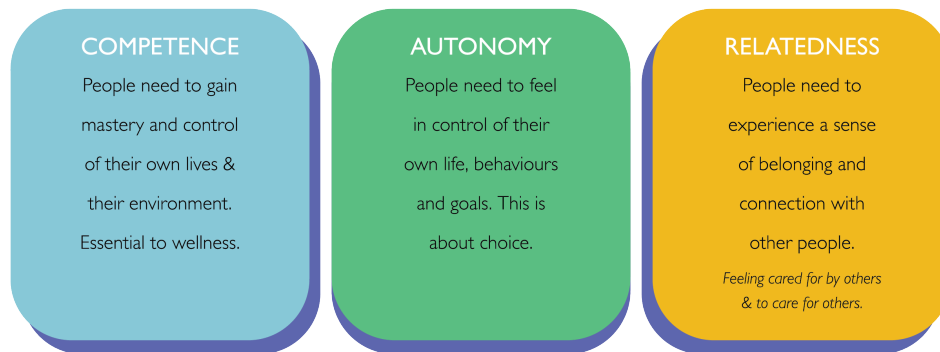 COMPETENCE
People need to gain
mastery and control
of their own lives &
their environment.
Essential to wellness.
AUTONOMY
People need to feel
in control of their
own life, behaviours
and goals. This is
about choice.
RELATEDNESS
People need to
experience a sense
of belonging and
connection with
other people.
Feeling cared for by others
& to care for others.